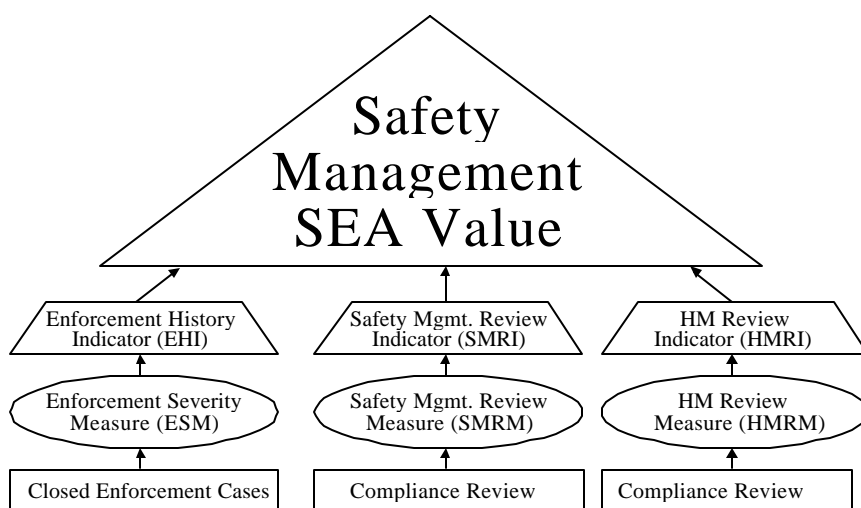 Safety
Management
SEA Value
Enforcement History
Indicator (EHI)
Safety Mgmt. Review
Indicator (SMRI)
HM Review
Indicator (HMRI)
Enforcement Severity
Measure (ESM)
Safety Mgmt. Review
Measure (SMRM)
HM Review
Measure (HMRM)
Closed Enforcement Cases
Compliance Review
Compliance Review